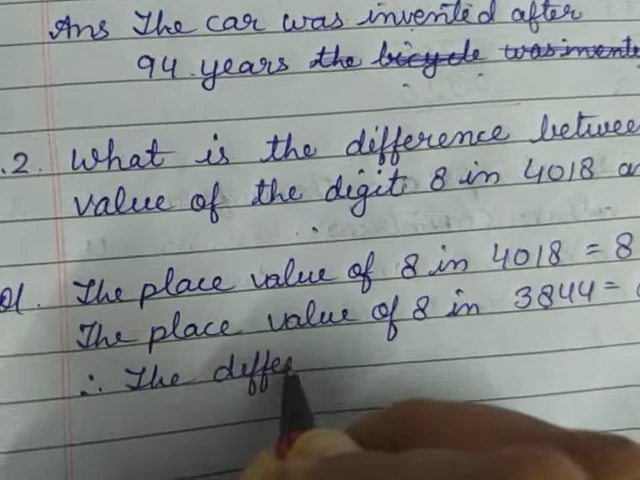 Ans The car was invented after
94 years the bicycle was invente
.2. What is the difference betwee
value of the digit 8 in 4018 a
ol. The place value of 8 in 4018 = 8
The place value of 8 in 3844 =
∴ The differe